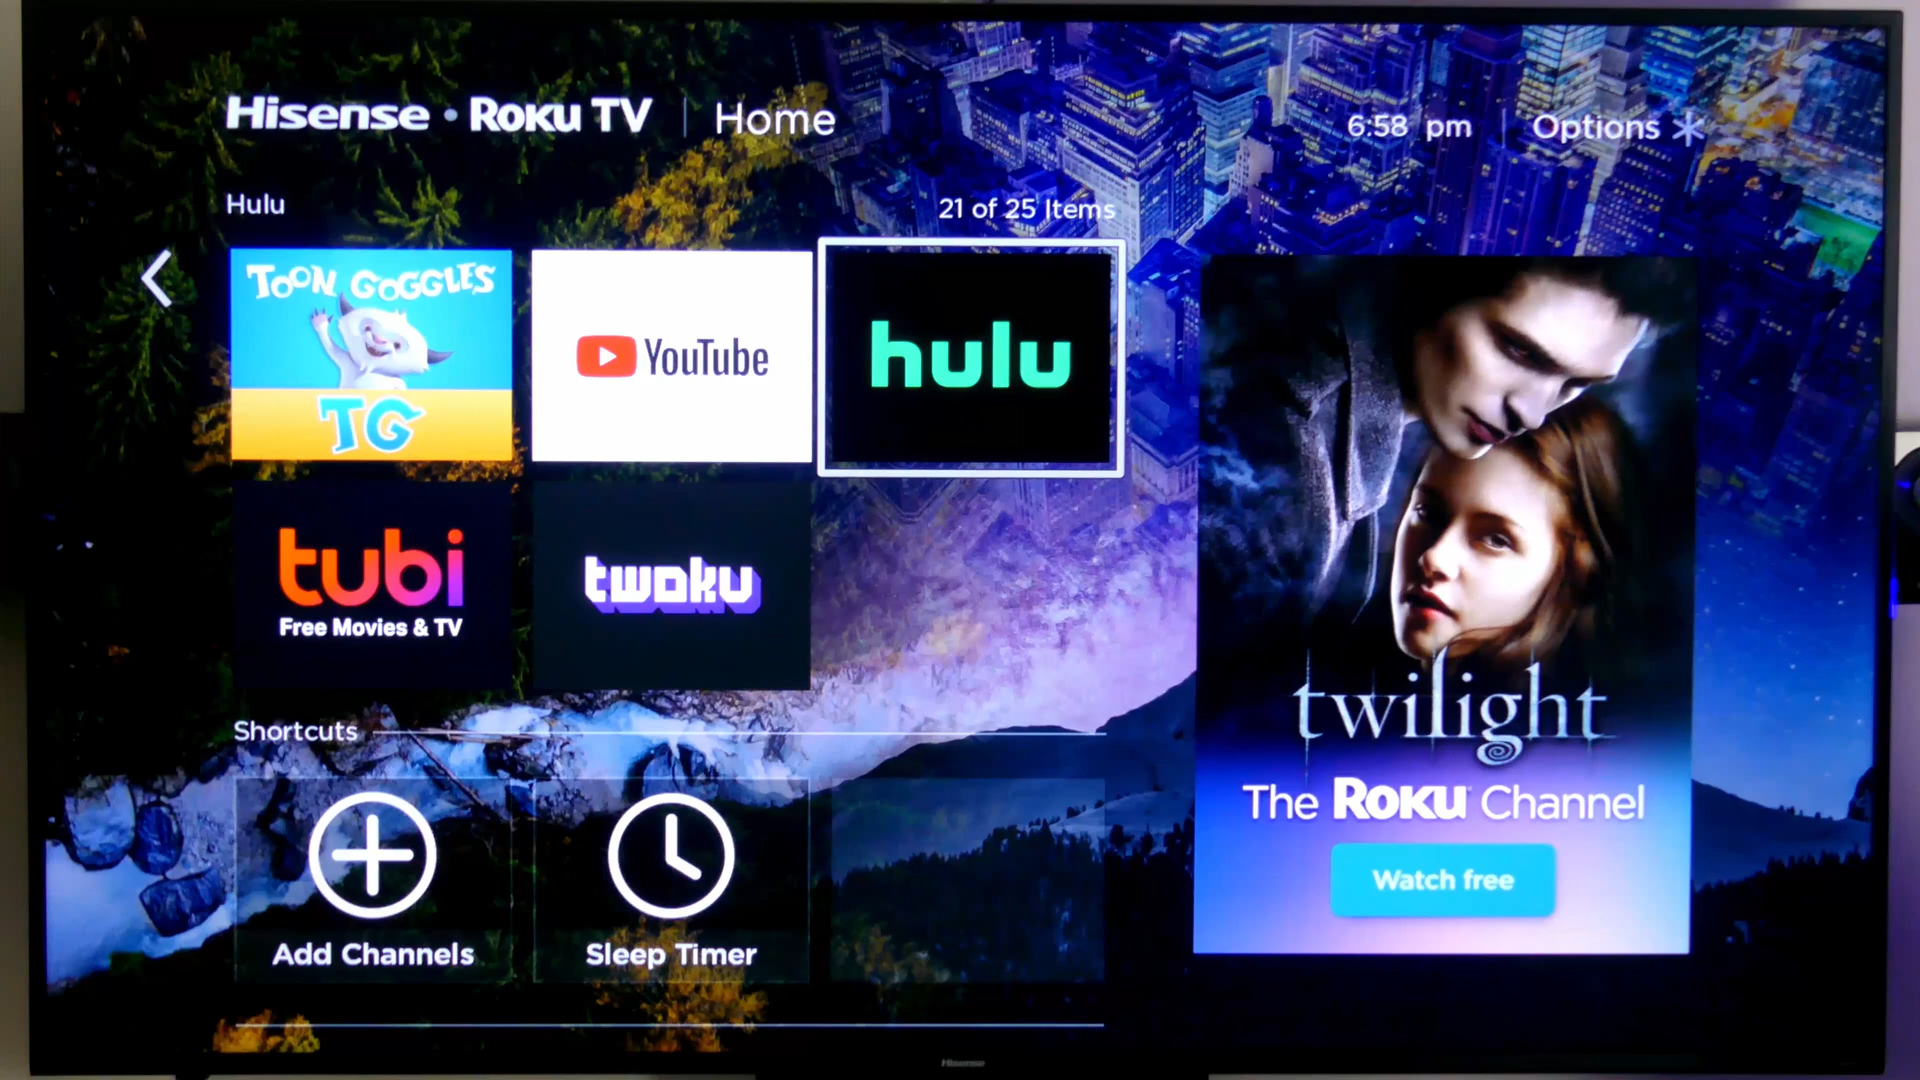 Hisense • Roku TV | Home
6:58 pm | Options
Hulu
21 of 25 Items
TOON GOGGLES
TG
YouTube
hulu
tubi
Free Movies & TV
twoku
Shortcuts
Add Channels
Sleep Timer
twilight
The Roku Channel
Watch free
Hisense